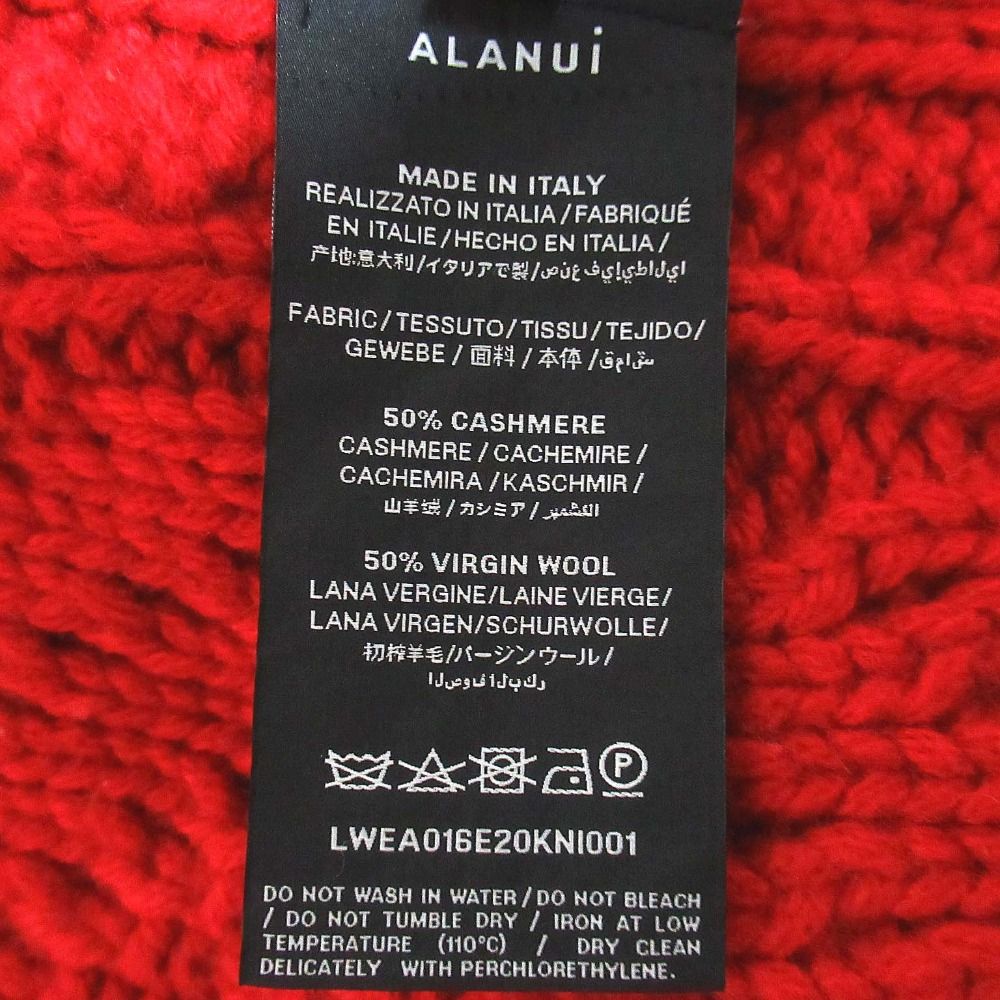 ALANUi
MADE IN ITALY
REALIZZATO IN ITALIA / FABRIQUÉ
EN ITALIE / HECHO EN ITALIA /
产地:意大利/イタリアで製/
FABRIC/TESSUTO/TISSU/TEJIDO/
GEWEBE / 面料 / 本体 /
50% CASHMERE
CASHMERE / CACHEMIRE /
CACHEMIRA / KASCHMIR /
山羊绒 / カシミア /
50% VIRGIN WOOL
LANA VERGINE/LAINE VIERGE/
LANA VIRGEN/SCHURWOLLE/
初榨羊毛/バージンウール/
P
LWEA016E20KNI001
DO NOT WASH IN WATER / DO NOT BLEACH
/ DO NOT TUMBLE DRY / IRON AT LOW
TEMPERATURE (110°C) / DRY CLEAN
DELICATELY WITH PERCHLORETHYLENE.